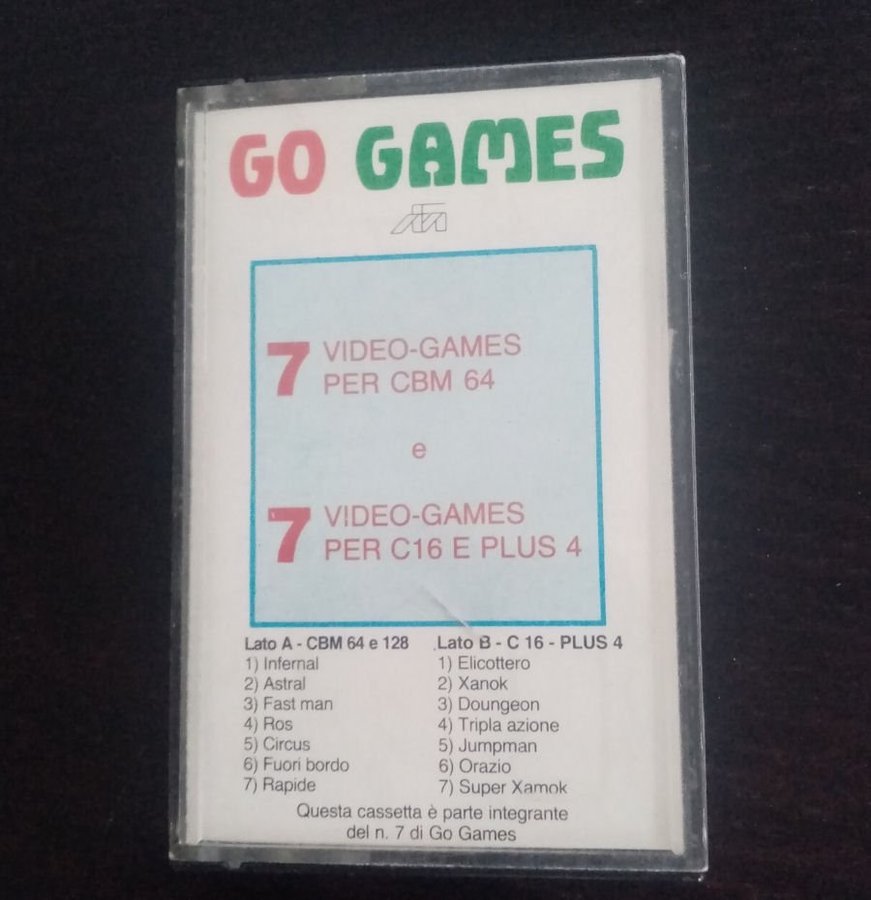 GO GAMES
7 VIDEO-GAMES
PER CBM 64
e
7 VIDEO-GAMES
PER C16 E PLUS 4
Lato A - CBM 64 e 128
1) Infernal
2) Astral
3) Fast man
4) Ros
5) Circus
6) Fuori bordo
7) Rapide
Lato B - C 16 - PLUS 4
1) Elicottero
2) Xanok
3) Doungeon
4) Tripla azione
5) Jumpman
6) Orazio
7) Super Xamok
Questa cassetta è parte integrante
del n. 7 di Go Games